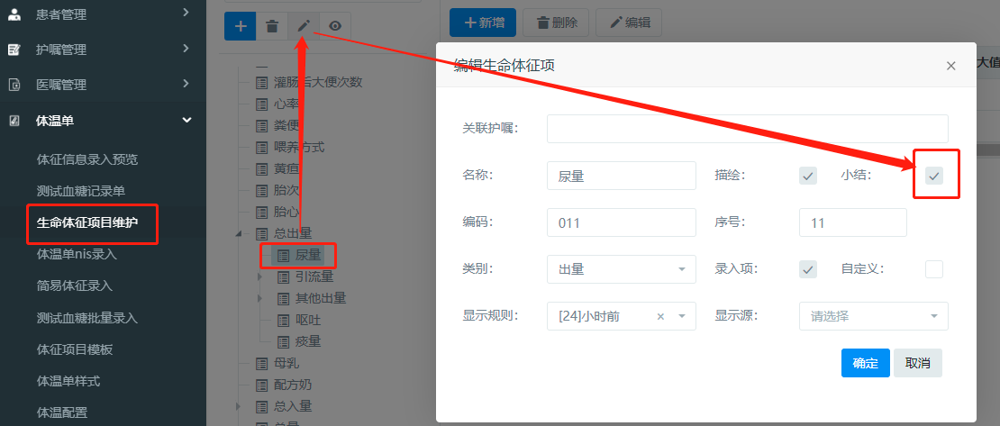 患者管理
护嘱管理
医嘱管理
体温单
体征信息录入预览
测试血糖记录单
生命体征项目维护
体温单nis录入
简易体征录入
测试血糖批量录入
体征项目模板
体温单样式
体温配置
灌肠后大便次数
心率
粪便
喂养方式
黄疸
胎次
胎心
总出量
尿量
引流量
其他出量
呕吐
痰量
母乳
配方奶
总入量
新增
删除
编辑
大值
编辑生命体征项
关联护嘱：
名称：
尿量
描绘：
小结：
编码：
011
序号：
11
类别：
出量
录入项：
自定义：
显示规则：
[24]小时前
显示源：
请选择
确定
取消